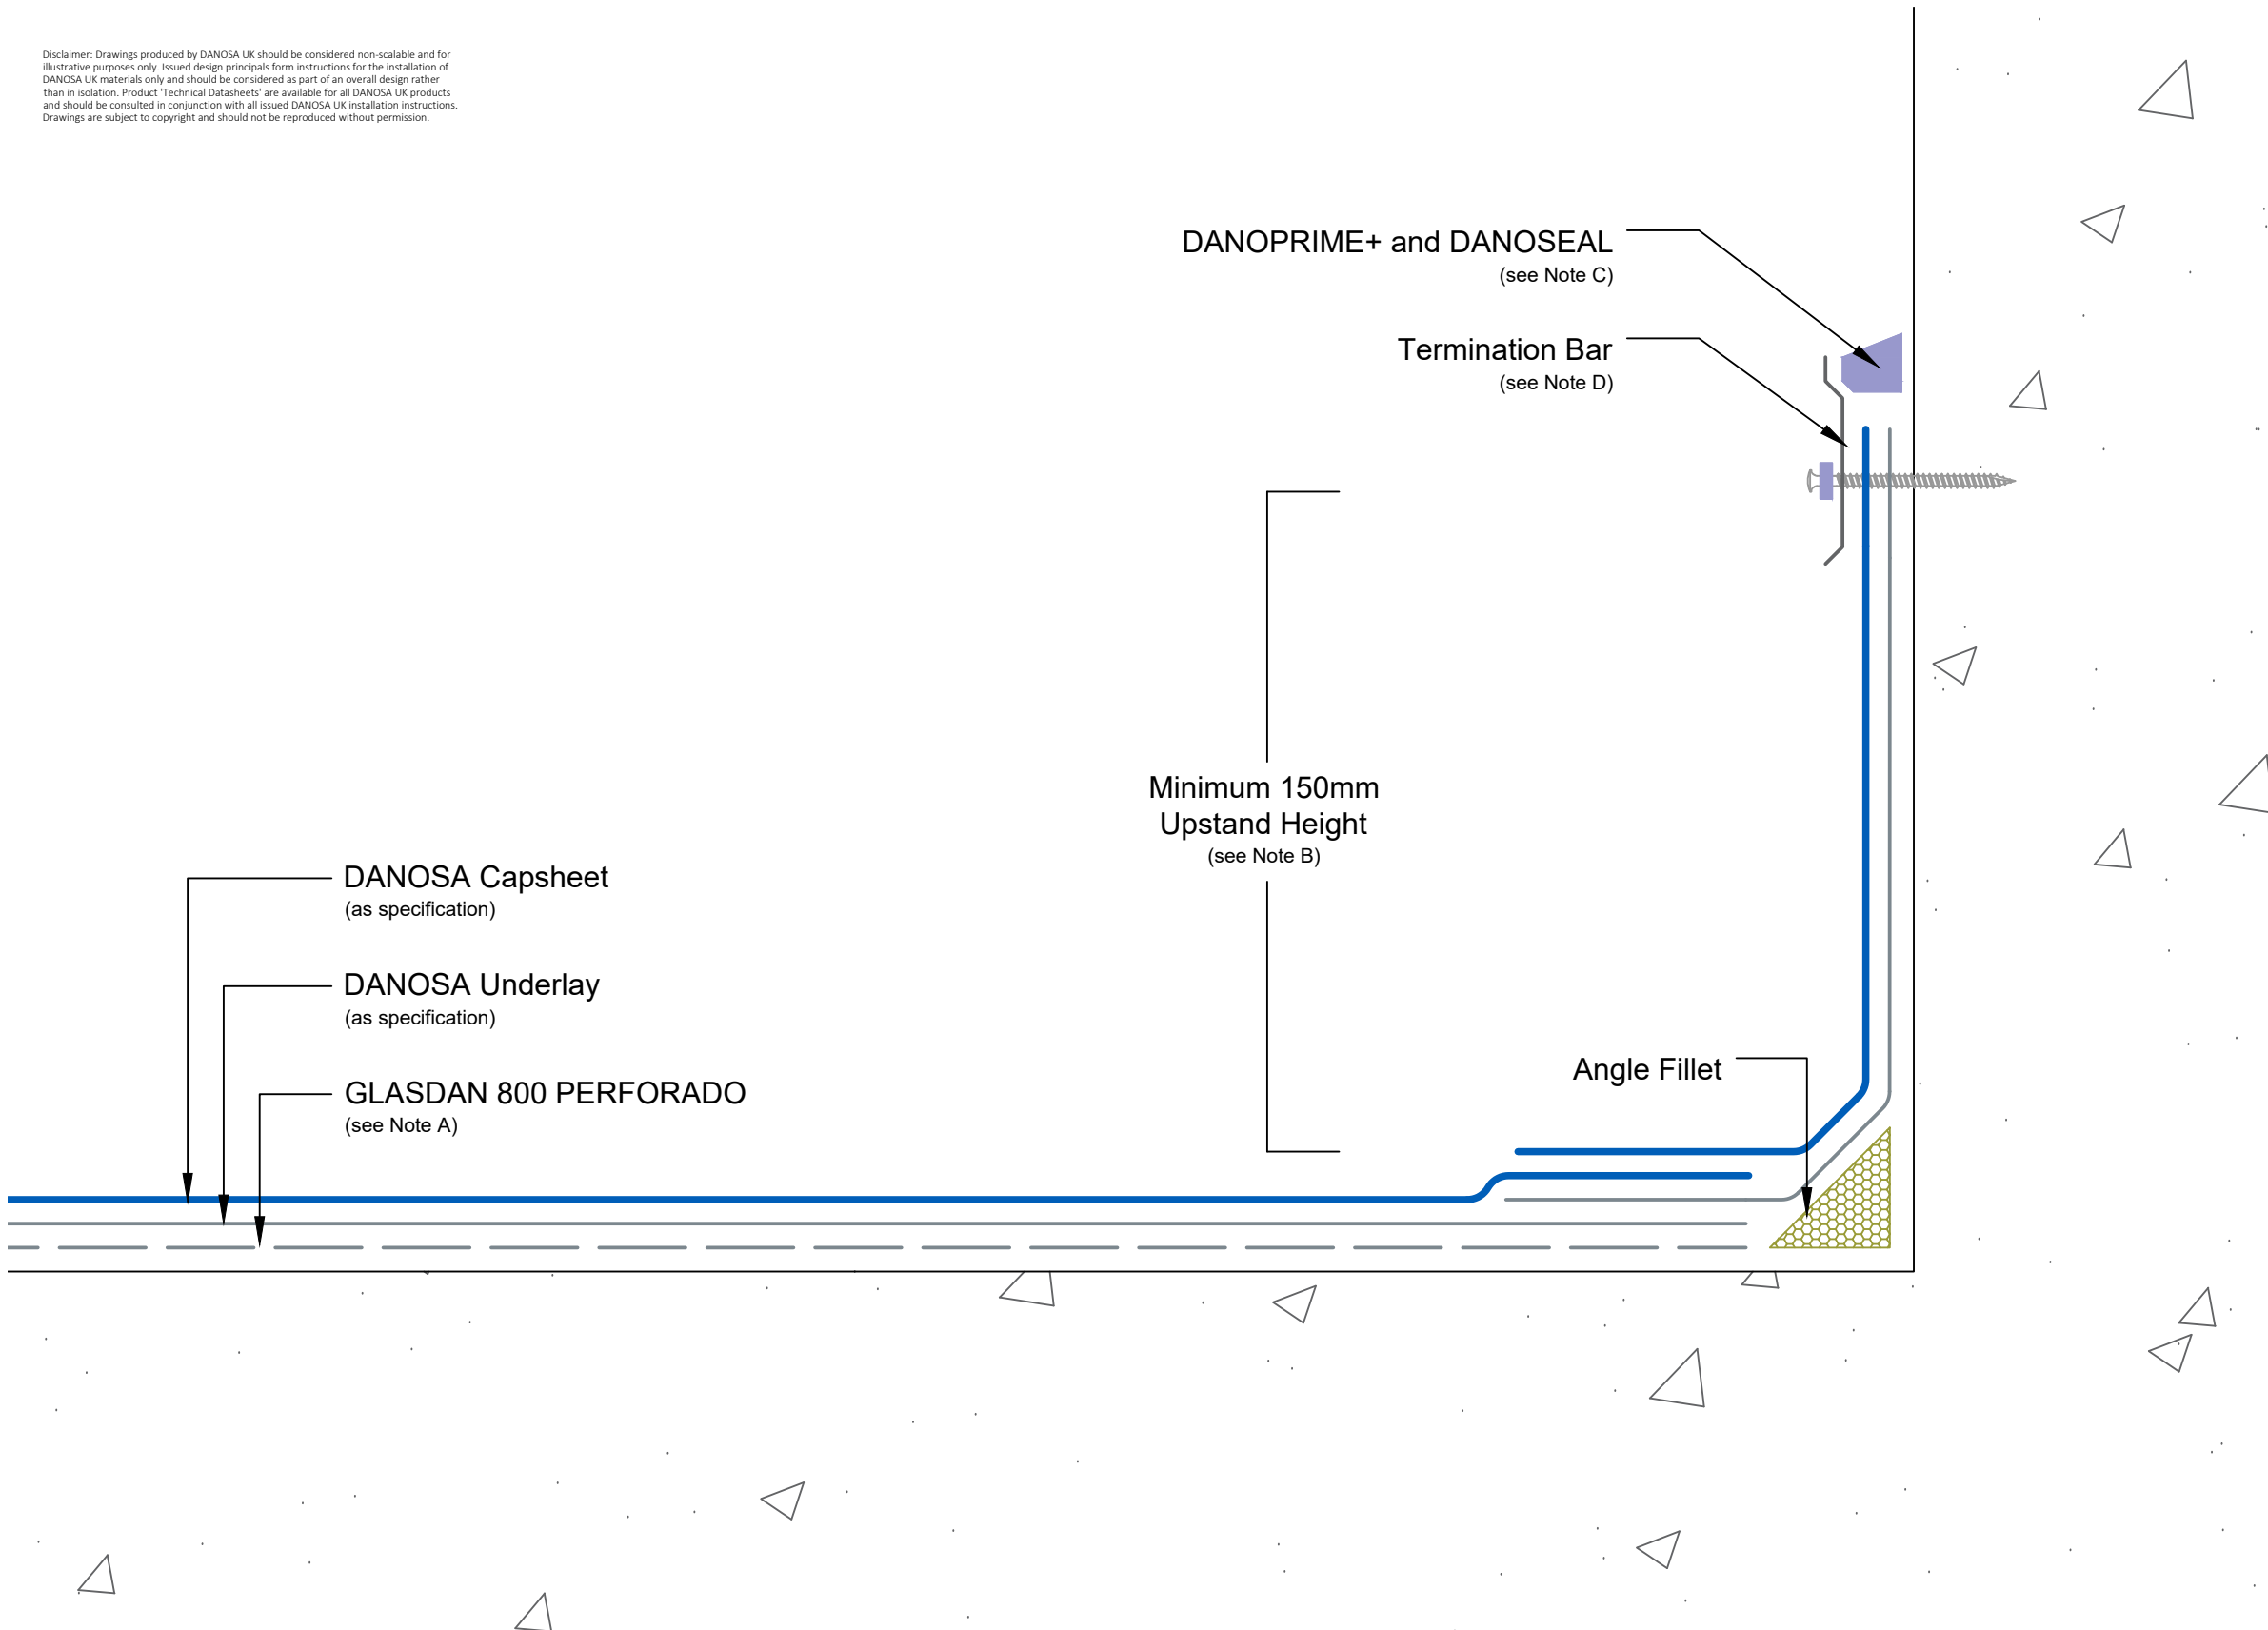 Disclaimer: Drawings produced by DANOSA UK should be considered non-scalable and for
illustrative purposes only. Issued design principals form instructions for the installation of
DANOSA UK materials only and should be considered as part of an overall design rather
than in isolation. Product 'Technical Datasheets' are available for all DANOSA UK products
and should be consulted in conjunction with all issued DANOSA UK installation instructions.
Drawings are subject to copyright and should not be reproduced without permission.
DANOPRIME+ and DANOSEAL
(see Note C)
Termination Bar
(see Note D)
Minimum 150mm
Upstand Height
(see Note B)
DANOSA Capsheet
(as specification)
DANOSA Underlay
(as specification)
GLASDAN 800 PERFORADO
(see Note A)
Angle Fillet